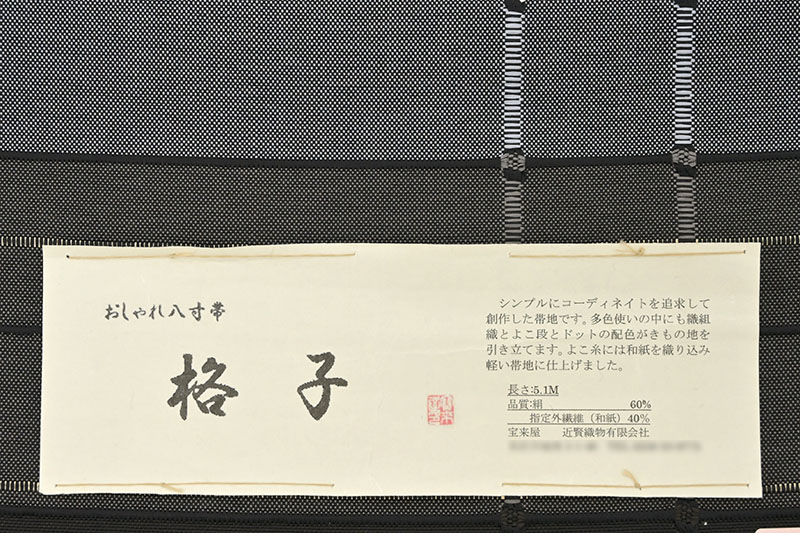 おしゃれ八寸帯
格子
シンプルにコーディネイトを追求して
創作した帯地です。多色使いの中にも織組
織とよこ段とドットの配色がきもの地を
引き立てます。よこ糸には和紙を織り込み
軽い帯地に仕上げました。
長さ:5.1M
品質:絹 60%
指定外繊維（和紙）40%
宝来屋 近賢織物有限会社